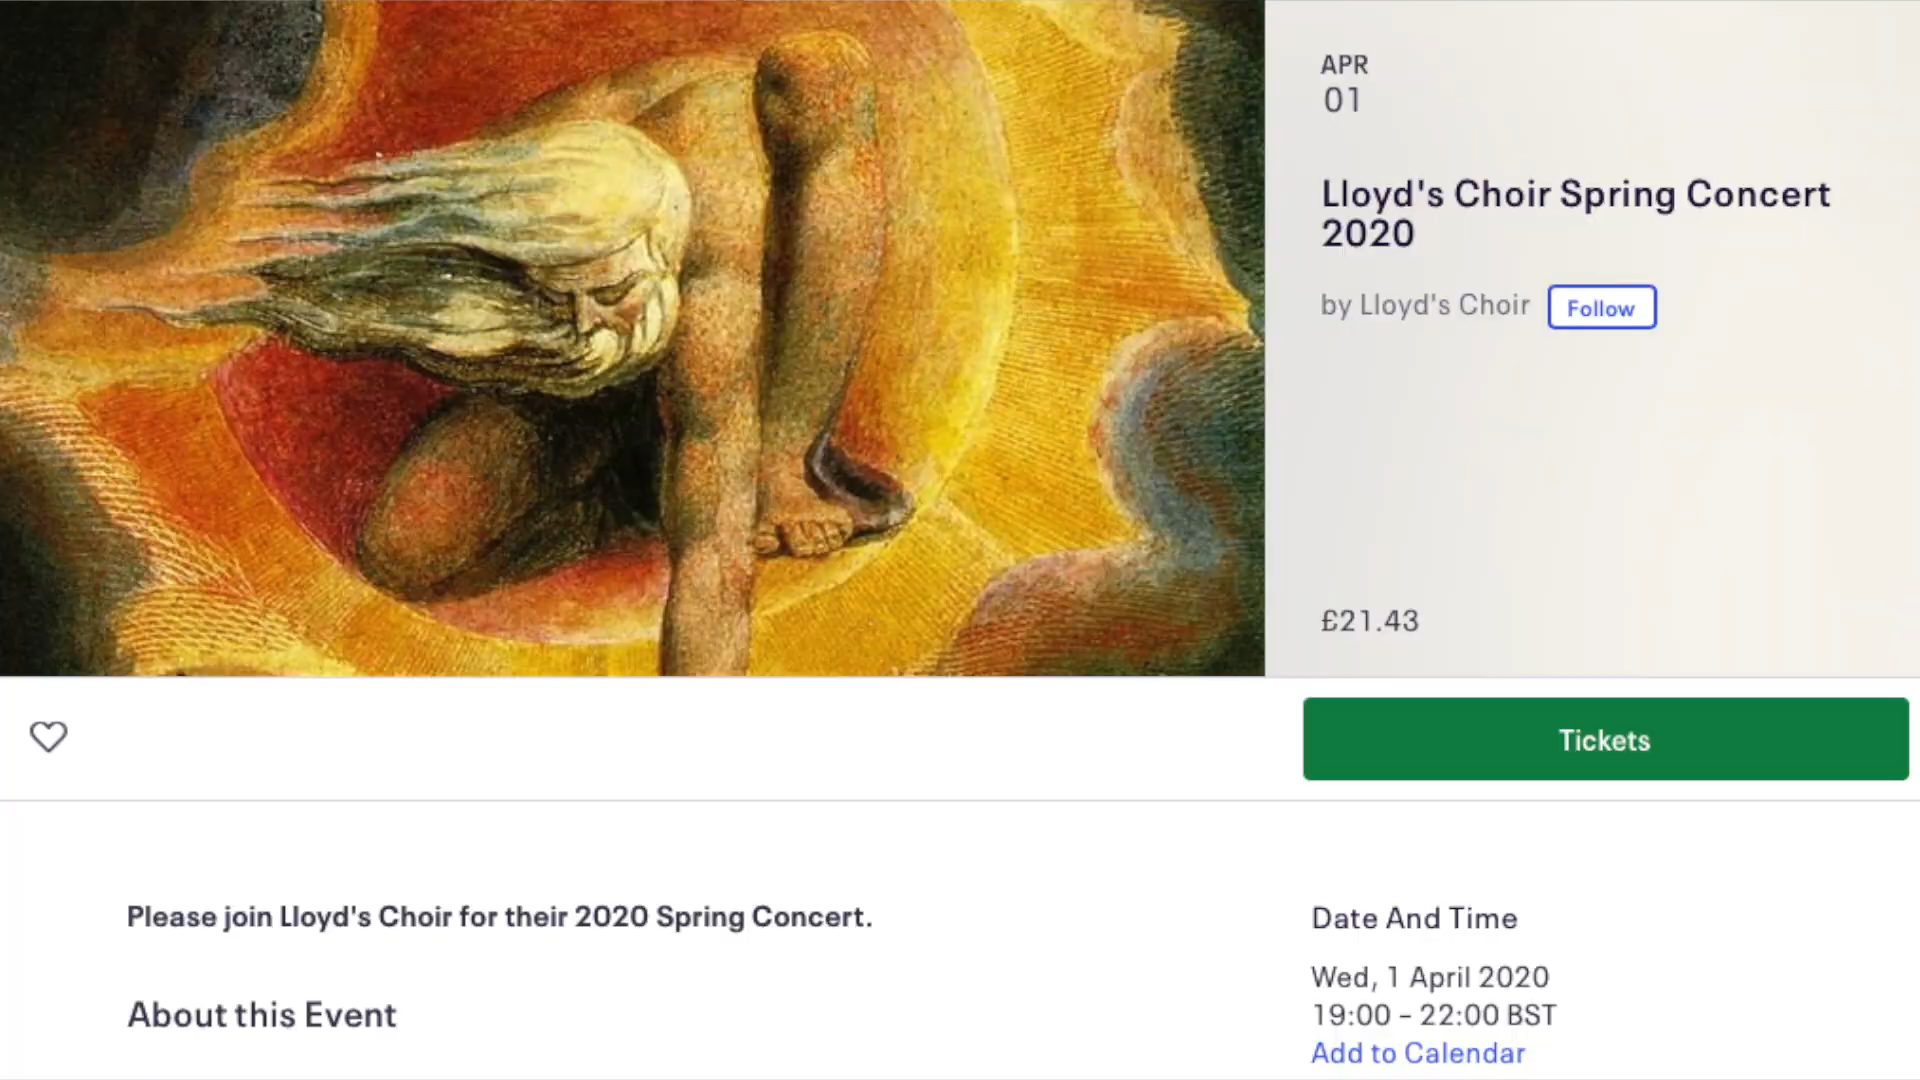 APR
01
Lloyd's Choir Spring Concert
2020
by Lloyd's Choir Follow
£21.43
Tickets
Please join Lloyd's Choir for their 2020 Spring Concert.
About this Event
Date And Time
Wed, 1 April 2020
19:00 – 22:00 BST
Add to Calendar